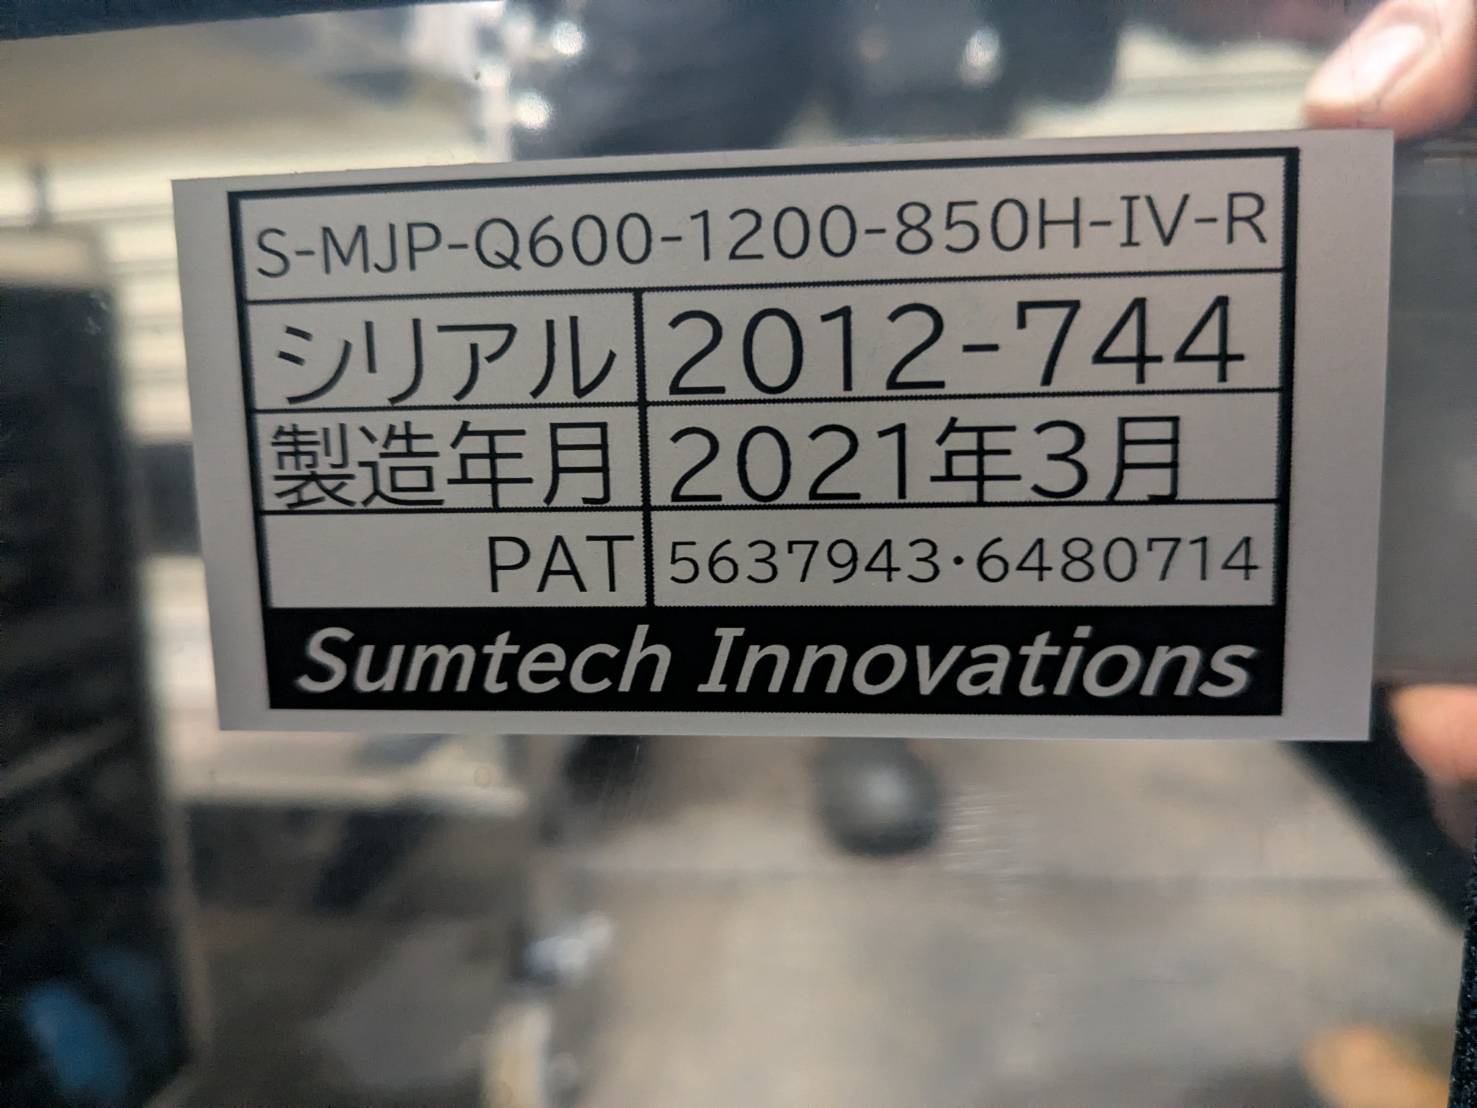 S-MJP-Q600-1200-850H-IV-R
シリアル 2012-744
製造年月 2021年3月
PAT 5637943・6480714
Sumtech Innovations